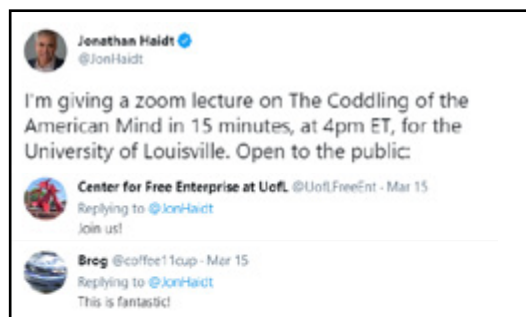 Jonathan Haidt
@JonHaidt
I'm giving a zoom lecture on The Coddling of the
American Mind in 15 minutes, at 4pm ET, for the
University of Louisville. Open to the public:
Center for Free Enterprise at UofL @UofLFreeEnt - Mar 15
Replying to @JonHaidt
Join us!
Brog @coffee11cup - Mar 15
Replying to @JonHaidt
This is fantastic!